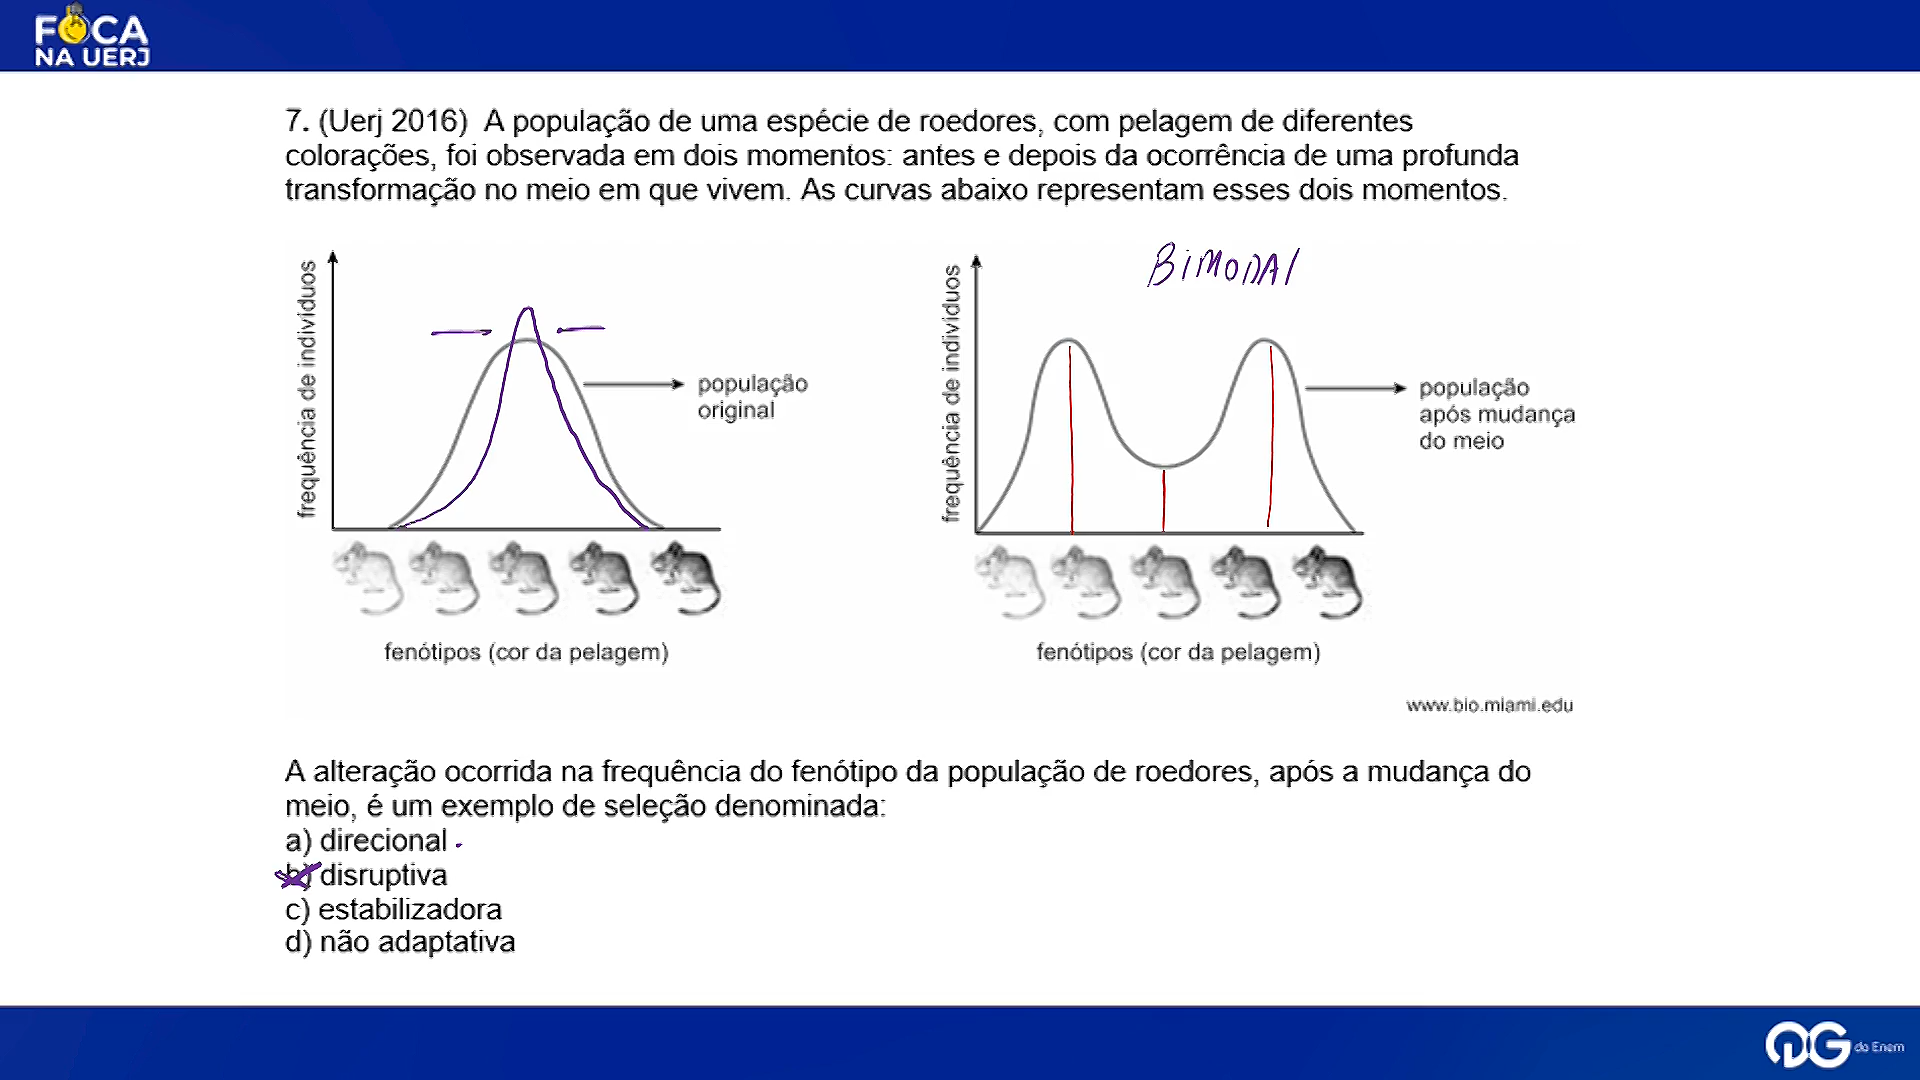 FOCA
NA UERJ
7. (Uerj 2016)  A população de uma espécie de roedores, com pelagem de diferentes
colorações, foi observada em dois momentos: antes e depois da ocorrência de uma profunda
transformação no meio em que vivem. As curvas abaixo representam esses dois momentos.
frequência de indivíduos
população
original
fenótipos (cor da pelagem)
BIMODAl
frequência de indivíduos
população
após mudança
do meio
fenótipos (cor da pelagem)
www.bio.miami.edu
A alteração ocorrida na frequência do fenótipo da população de roedores, após a mudança do
meio, é um exemplo de seleção denominada:
a) direcional
b) disruptiva
c) estabilizadora
d) não adaptativa
QG do Enem